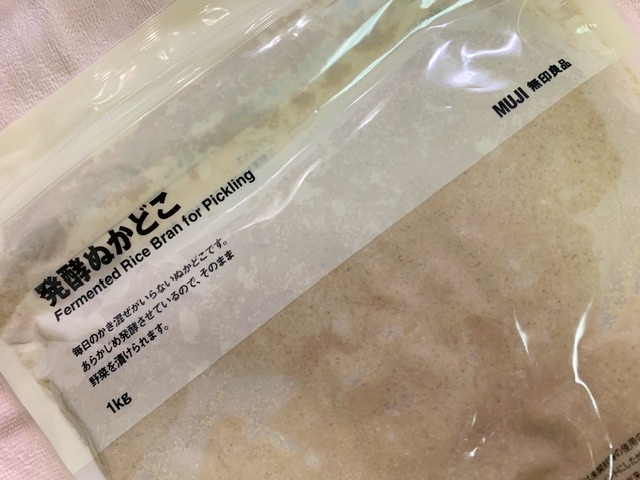 MUJI 無印良品
発酵ぬかどこ
Fermented Rice Bran for Pickling
毎日のかき混ぜがいらないぬかどこです。
あらかじめ発酵させているので、そのまま
野菜を漬けられます。
1kg